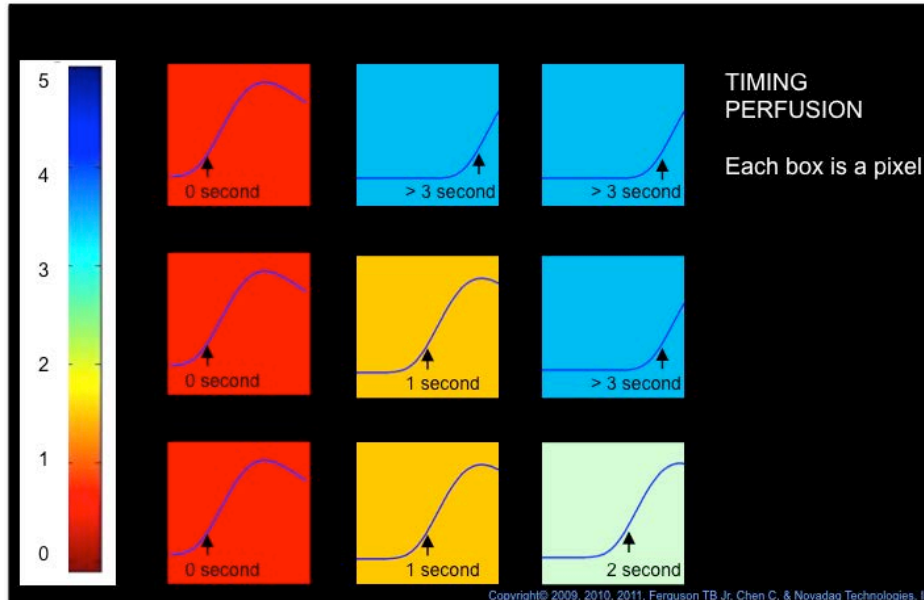 5
4
3
2
1
0
0 second
> 3 second
> 3 second
0 second
1 second
> 3 second
0 second
1 second
2 second
TIMING
PERFUSION
Each box is a pixel
Copyright© 2009, 2010, 2011, Ferguson TB Jr, Chen C, & Novadaq Technologies,